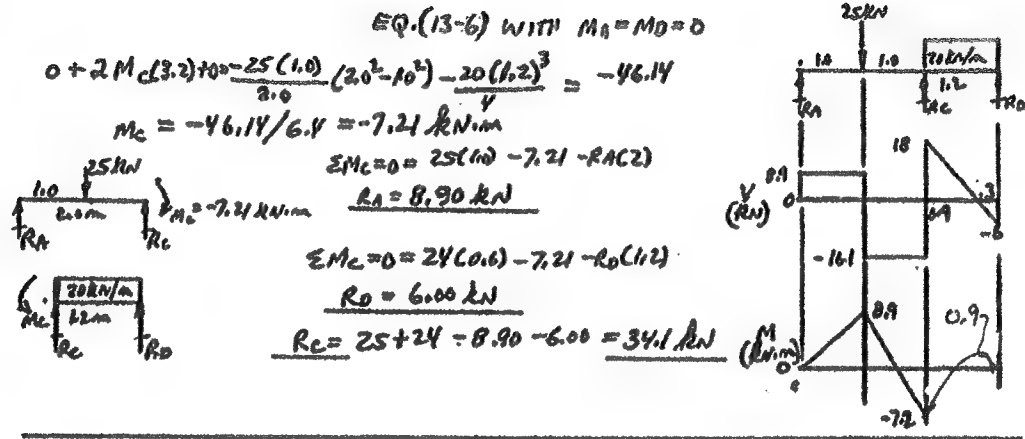 EQ.(13-6) WITH MA=MD=0
0+2MC(3.2)+0=-25(1.0)/2.0 (2.0²-1.0²) -20(1.2)³/4 = -46.14
MC = -46.14/6.4 = -7.21 kN.m
ΣMC=0= 25(1.0) -7.21 -RA(2)
RA = 8.90 kN
25kN
1.0
2.0m
MC=-7.21 kN.m
RA
RC
ΣMC=0= 24(0.6) -7.21 -RD(1.2)
RD = 6.00 kN
RC= 25+24 -8.90 -6.00 =34.1 kN
20kN/m
1.2m
MC
RC
RD
25kN
1.0
1.0
20kN/m
1.2
RA
RC
RD
18
8.9
V
(kN)
0
.3
-6
-16.1
8.9
0.9
M
(kN.m)
0
-7.2